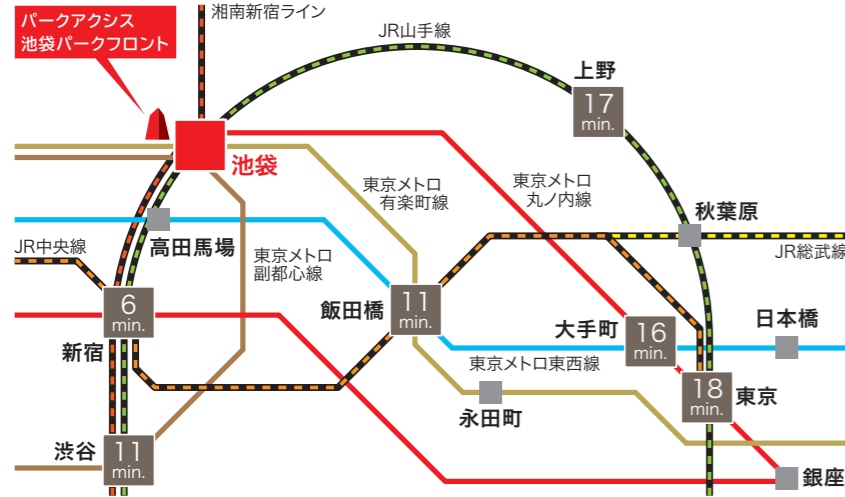 パークアクシス
池袋パークフロント
湘南新宿ライン
JR山手線
上野
17
min.
池袋
東京メトロ
有楽町線
東京メトロ
丸ノ内線
秋葉原
JR総武線
高田馬場
JR中央線
東京メトロ
副都心線
6
min.
新宿
飯田橋
11
min.
大手町
16
min.
日本橋
東京メトロ東西線
永田町
18
min.
東京
渋谷
11
min.
銀座